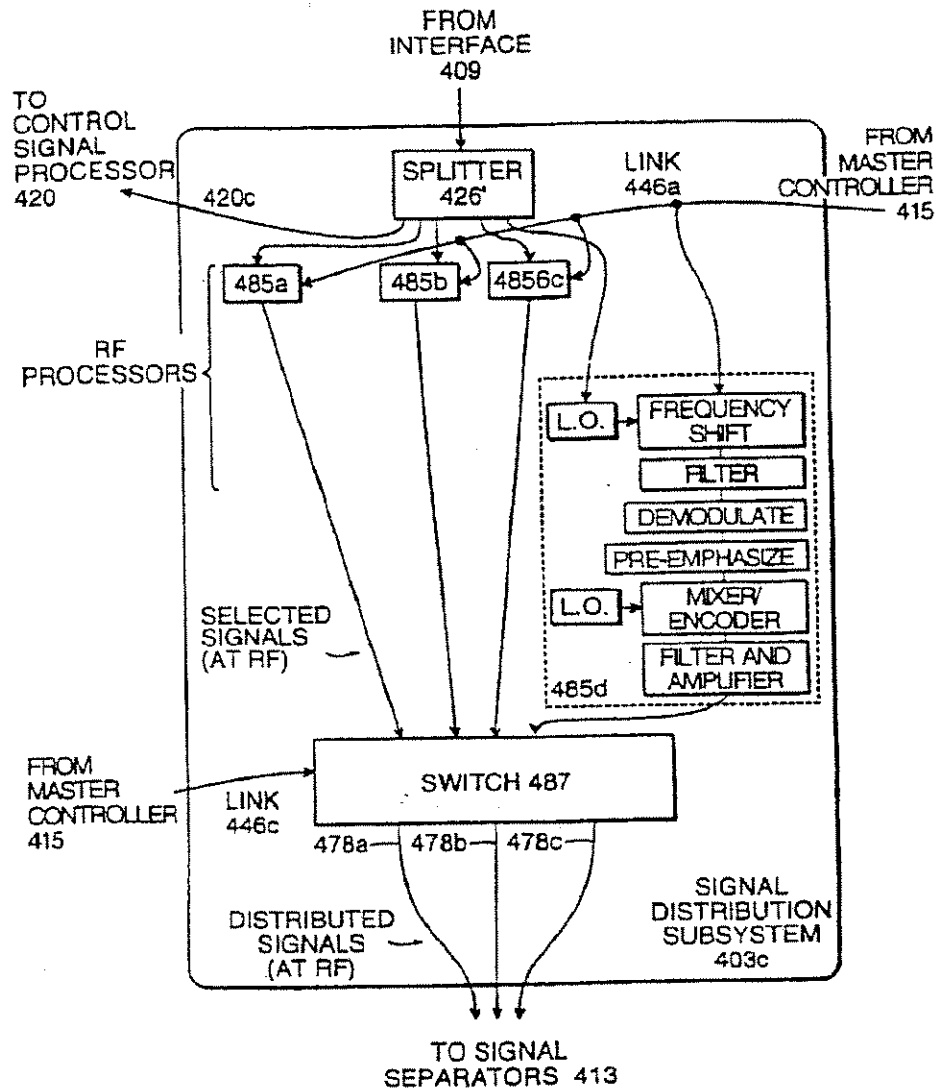 FROM
INTERFACE
409
TO
CONTROL
SIGNAL
PROCESSOR
420
420c
SPLITTER
426'
LINK
446a
FROM
MASTER
CONTROLLER
415
485a
485b
4856c
RF
PROCESSORS
L.O.
FREQUENCY
SHIFT
FILTER
DEMODULATE
PRE-EMPHASIZE
L.O.
MIXER/
ENCODER
FILTER AND
AMPLIFIER
485d
SELECTED
SIGNALS
(AT RF)
FROM
MASTER
CONTROLLER
415
LINK
446c
SWITCH 487
478a
478b
478c
DISTRIBUTED
SIGNALS
(AT RF)
SIGNAL
DISTRIBUTION
SUBSYSTEM
403c
TO SIGNAL
SEPARATORS 413